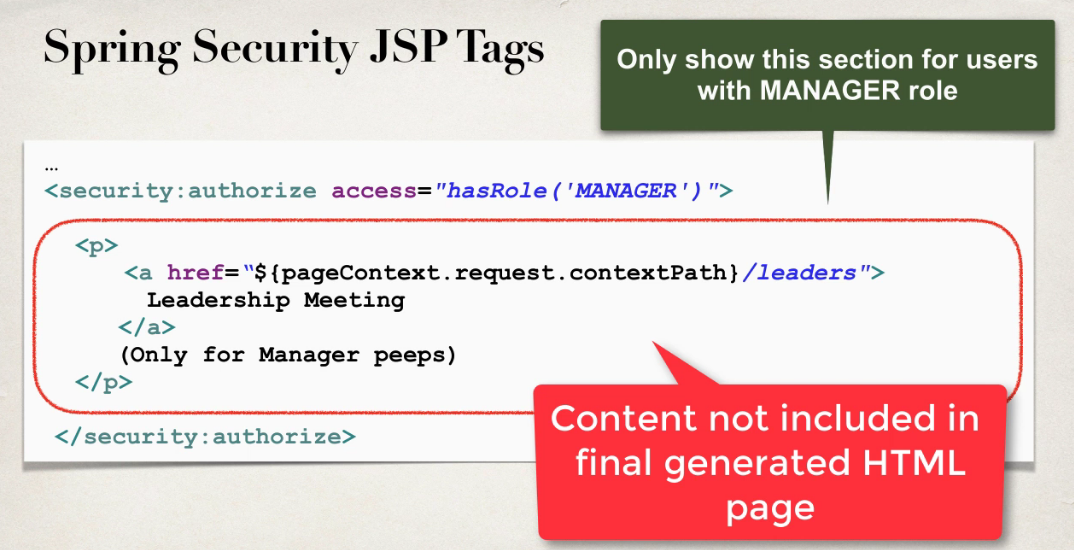 Spring Security JSP Tags
Only show this section for users
with MANAGER role
...
<security:authorize access="hasRole('MANAGER')">
<p>
<a href=“${pageContext.request.contextPath}/leaders">
Leadership Meeting
</a>
(Only for Manager peeps)
</p>
</security:authorize>
Content not included in
final generated HTML
page